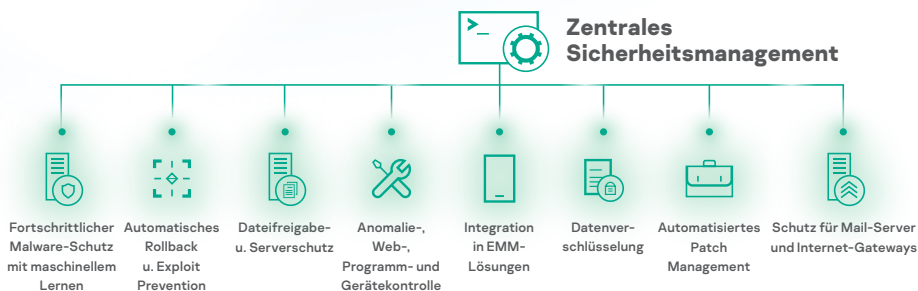 Zentrales
Sicherheitsmanagement
Fortschrittlicher
Malware-Schutz
mit maschinellem
Lernen
Automatisches
Rollback
u. Exploit
Prevention
Dateifreigabe-
u. Serverschutz
Anomalie-,
Web-,
Programm- und
Gerätekontrolle
Integration
in EMM-
Lösungen
Datenver-
schlüsselung
Automatisiertes
Patch
Management
Schutz für Mail-Server
und Internet-Gateways